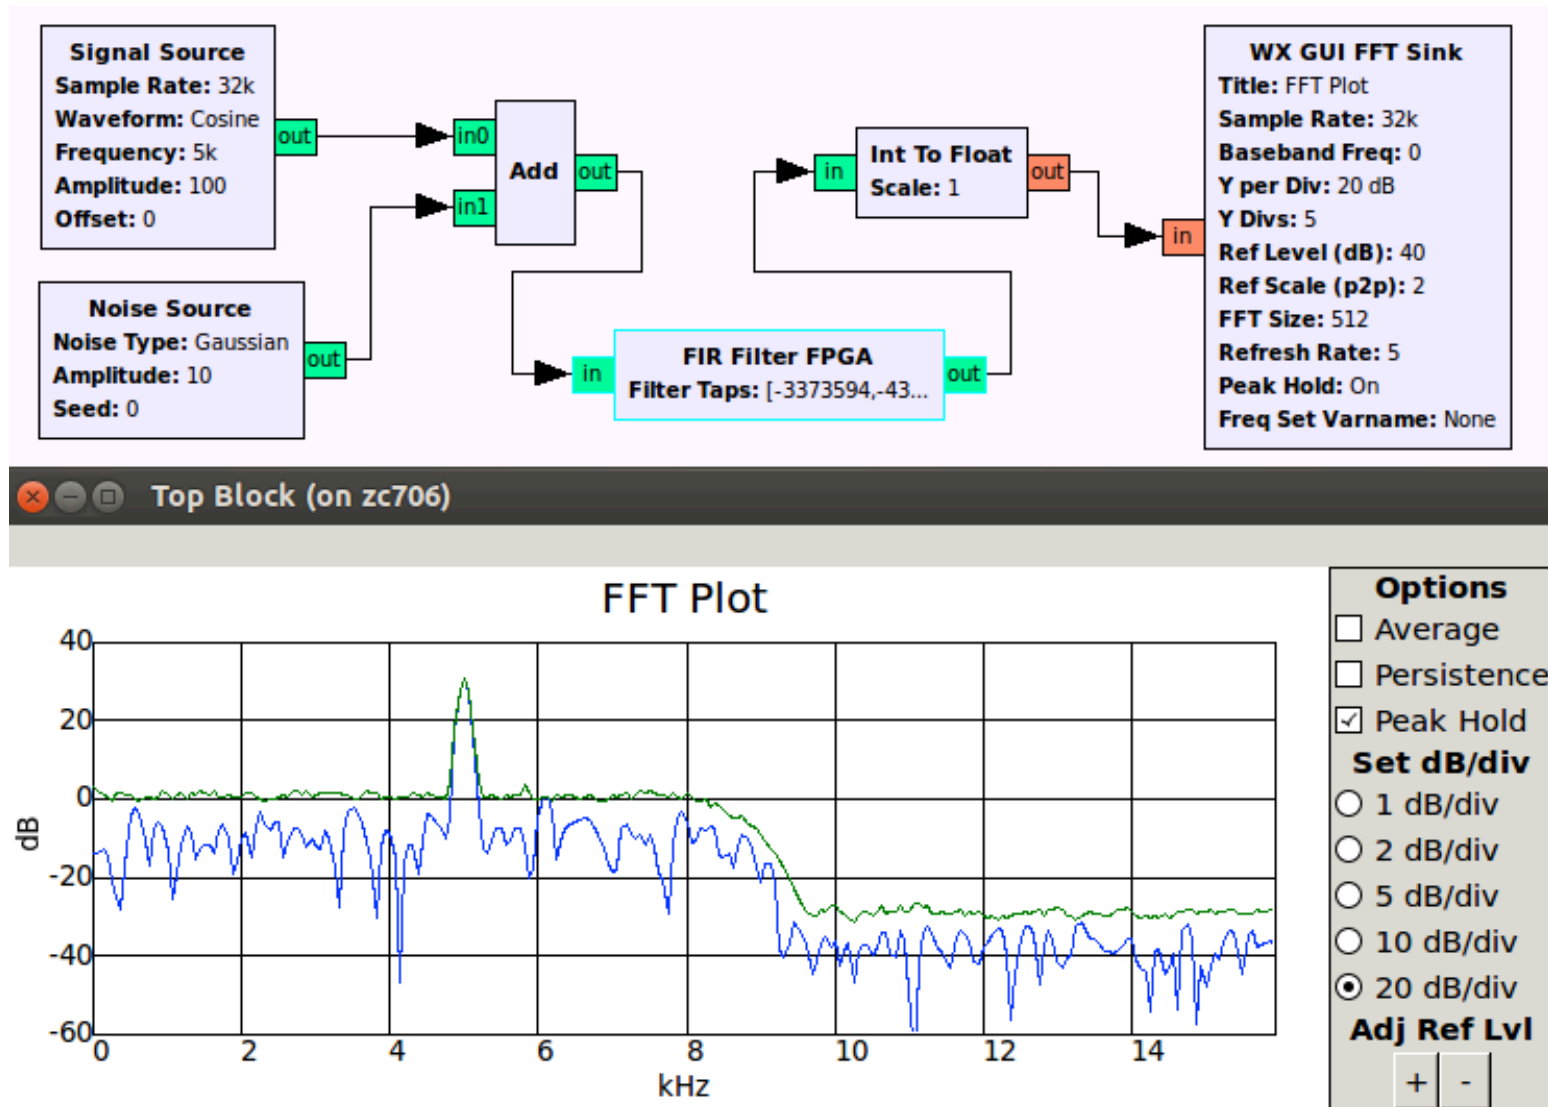 Signal Source
Sample Rate: 32k
Waveform: Cosine
Frequency: 5k
Amplitude: 100
Offset: 0
out
Noise Source
Noise Type: Gaussian
Amplitude: 10
Seed: 0
out
in0
in1
Add
out
in
FIR Filter FPGA
Filter Taps: [-3373594,-43...
out
in
Int To Float
Scale: 1
out
in
WX GUI FFT Sink
Title: FFT Plot
Sample Rate: 32k
Baseband Freq: 0
Y per Div: 20 dB
Y Divs: 5
Ref Level (dB): 40
Ref Scale (p2p): 2
FFT Size: 512
Refresh Rate: 5
Peak Hold: On
Freq Set Varname: None
Top Block (on zc706)
FFT Plot
40
20
0
-20
-40
-60
dB
0 2 4 6 8 10 12 14
kHz
Options
Average
Persistence
Peak Hold
Set dB/div
1 dB/div
2 dB/div
5 dB/div
10 dB/div
20 dB/div
Adj Ref Lvl
+ -